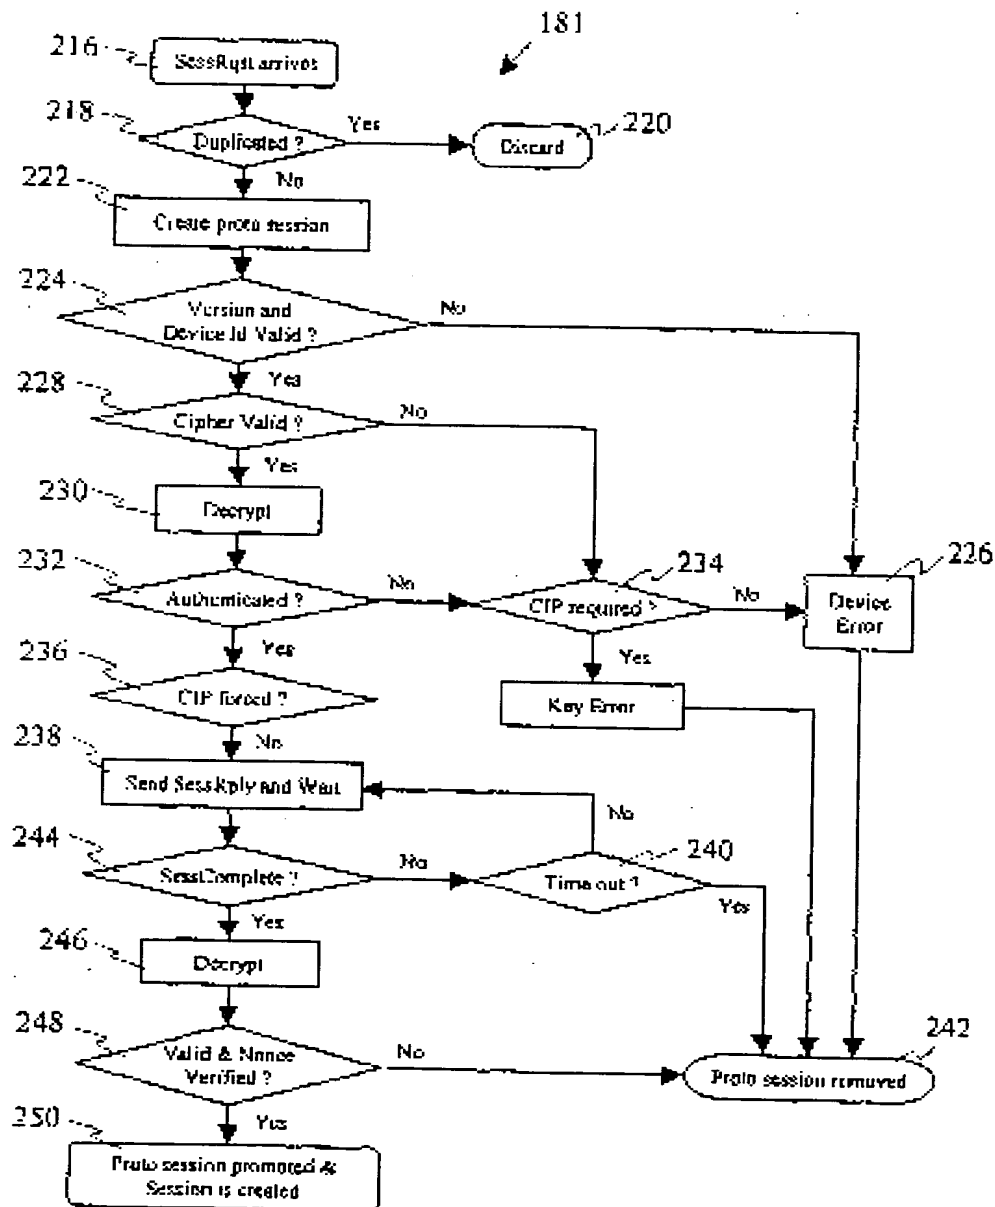 181
216
SessRqst arrives
218
Duplicated ?
Yes
220
Discard
No
222
Create proto session
224
Version and
Device Id Valid ?
No
Yes
228
Cipher Valid ?
No
Yes
230
Decrypt
232
Authenticated ?
No
234
CIP required ?
No
226
Device
Error
Yes
Yes
236
CIP forced ?
Key Error
No
238
Send SessRply and Wait
No
244
SessComplete ?
No
240
Time out ?
Yes
Yes
246
Decrypt
248
Valid & Nonce
Verified ?
No
242
Proto session removed
Yes
250
Proto session promoted &
Session is created